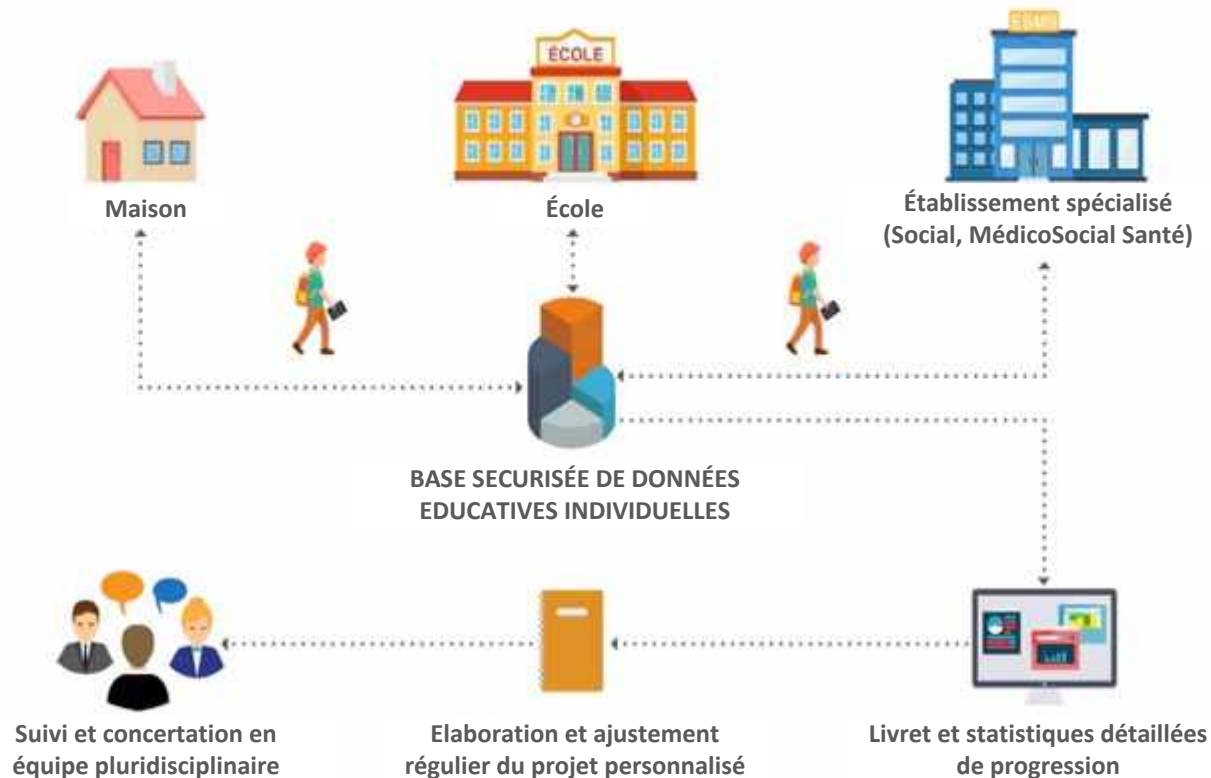 ÉCOLE
ESMS
Maison
École
Établissement spécialisé
(Social, MédicoSocial Santé)
BASE SECURISÉE DE DONNÉES
EDUCATIVES INDIVIDUELLES
Suivi et concertation en
équipe pluridisciplinaire
Elaboration et ajustement
régulier du projet personnalisé
Livret et statistiques détaillées
de progression